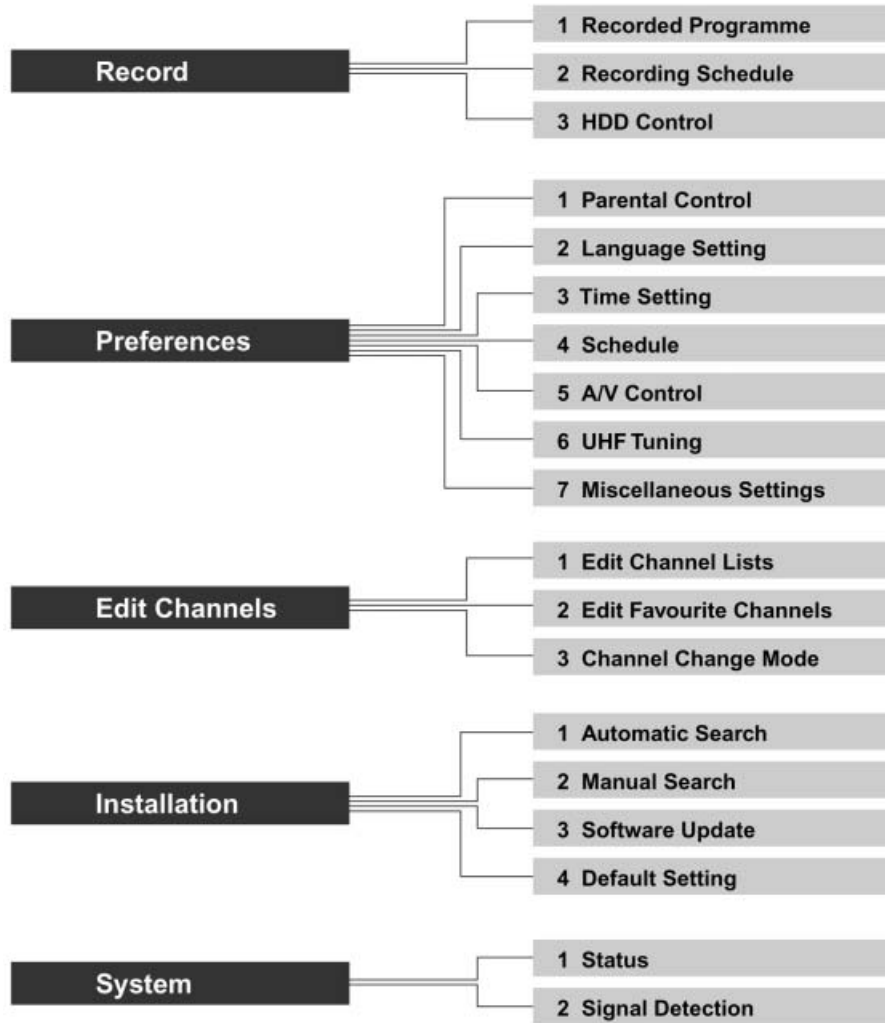 Record
1 Recorded Programme
2 Recording Schedule
3 HDD Control
Preferences
1 Parental Control
2 Language Setting
3 Time Setting
4 Schedule
5 A/V Control
6 UHF Tuning
7 Miscellaneous Settings
Edit Channels
1 Edit Channel Lists
2 Edit Favourite Channels
3 Channel Change Mode
Installation
1 Automatic Search
2 Manual Search
3 Software Update
4 Default Setting
System
1 Status
2 Signal Detection